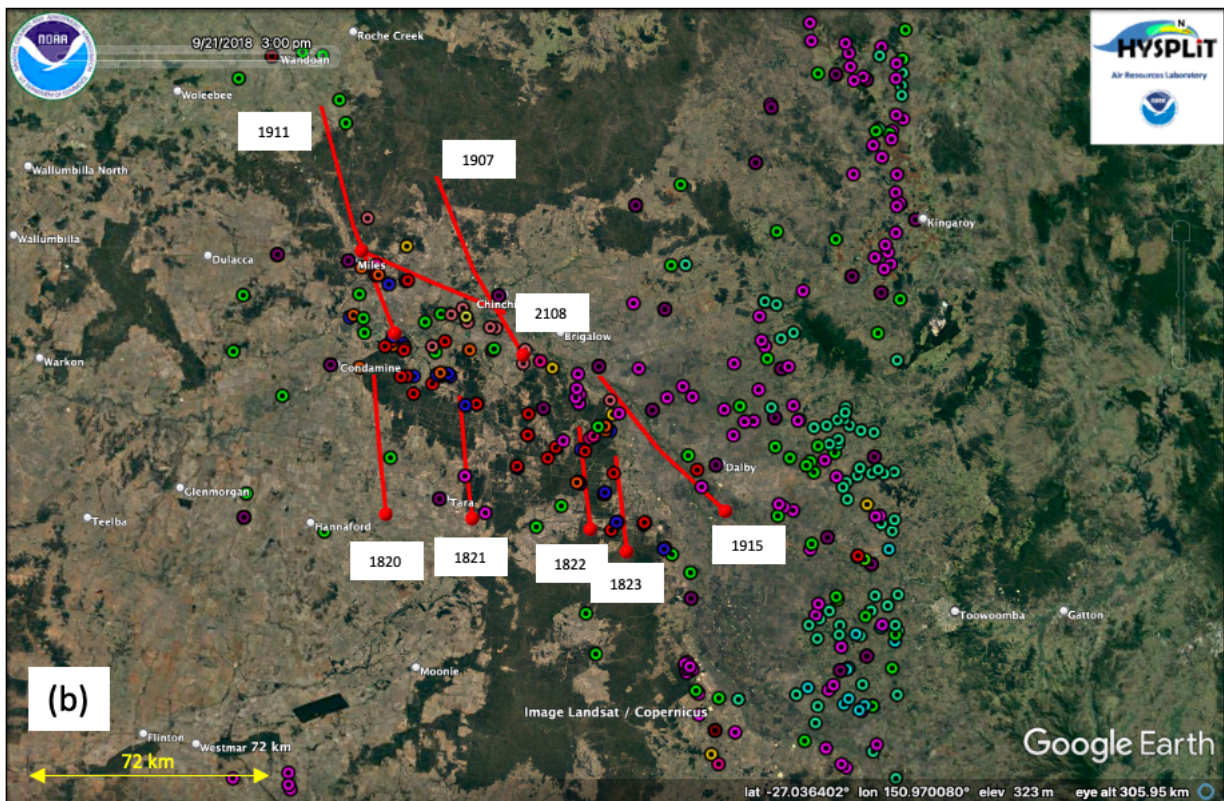 NOAA
9/21/2018 3:00 pm
Roche Creek
N
HYSPLIT
Air Resources Laboratory
Wandoan
Woleebee
1911
1907
Wallumbilla North
Kingaroy
Wallumbilla
Dulacca
Miles
Chinchi
2108
Brigalow
Warkon
Condamine
Dalby
Glenmorgan
Tara
Teelba
Hannaford
1820
1821
1822
1823
1915
Toowoomba
Gatton
Moonie
(b)
Image Landsat / Copernicus
Flinton
Westmar 72 km
72 km
Google Earth
lat -27.036402° lon 150.970080° elev 323 m eye alt 305.95 km